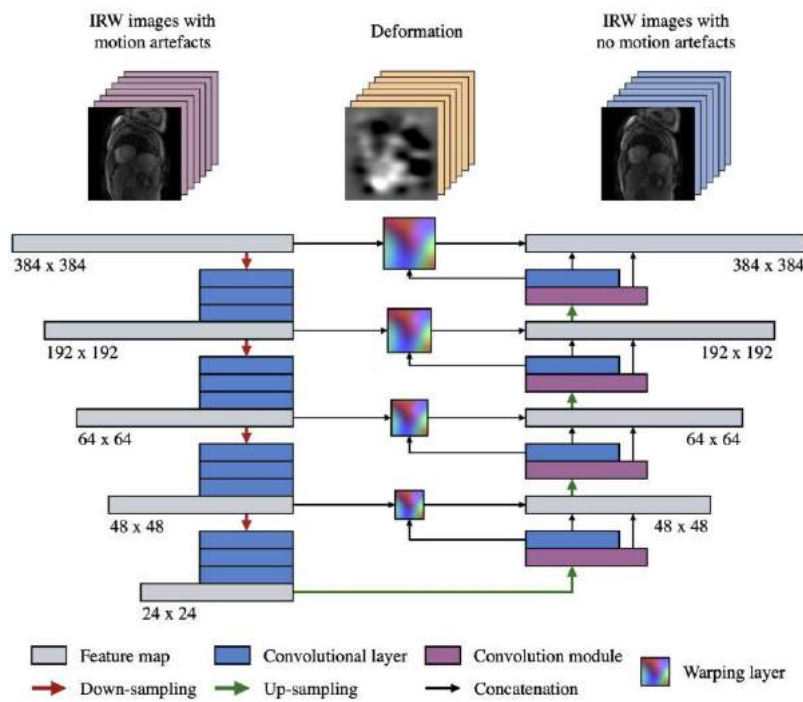 IRW images with
motion artefacts
Deformation
IRW images with
no motion artefacts
384 x 384
384 x 384
192 x 192
192 x 192
64 x 64
64 x 64
48 x 48
48 x 48
24 x 24
Feature map
Convolutional layer
Convolution module
Warping layer
Down-sampling
Up-sampling
Concatenation